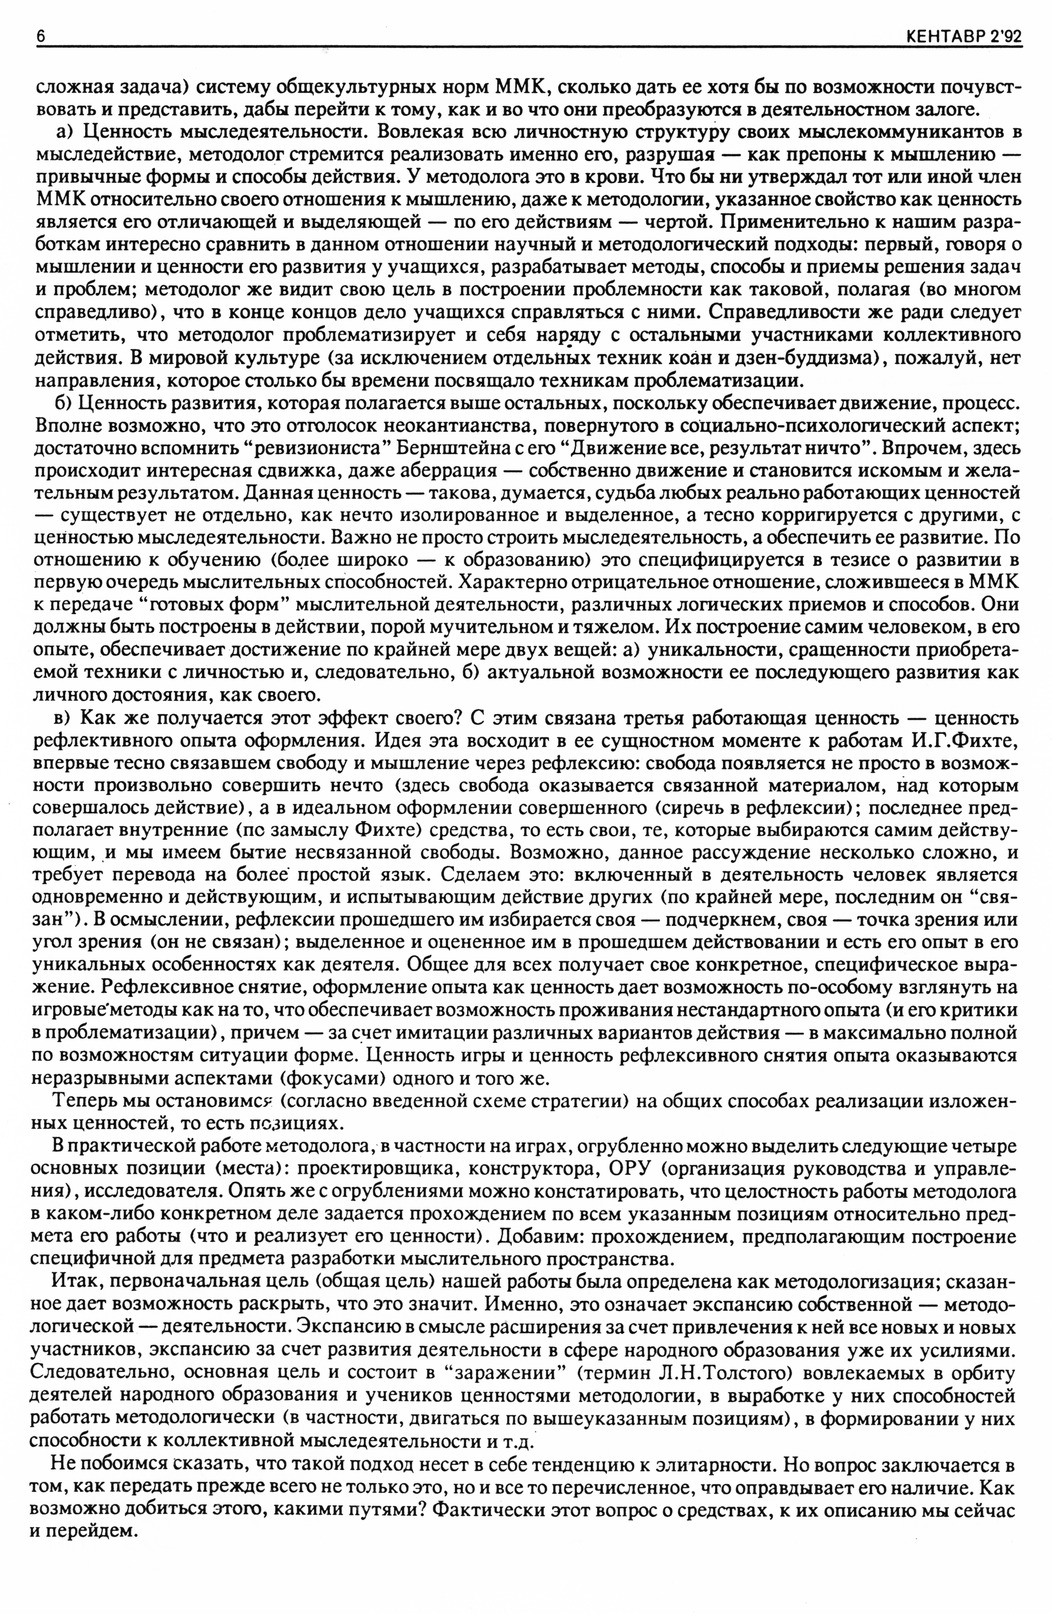 6
КЕНТАВР 2'92
сложная задача) систему общекультурных норм ММК, сколько дать ее хотя бы по возможности почувст-
вовать и представить, дабы перейти к тому, как и во что они преобразуются в деятельностном залоге.
а) Ценность мыследеятельности. Вовлекая всю личностную структуру своих мыслекоммуникантов в
мыследействие, методолог стремится реализовать именно его, разрушая — как препоны к мышлению —
привычные формы и способы действия. У методолога это в крови. Что бы ни утверждал тот или иной член
ММК относительно своего отношения к мышлению, даже к методологии, указанное свойство как ценность
является его отличающей и выделяющей — по его действиям — чертой. Применительно к нашим разра-
боткам интересно сравнить в данном отношении научный и методологический подходы: первый, говоря о
мышлении и ценности его развития у учащихся, разрабатывает методы, способы и приемы решения задач
и проблем; методолог же видит свою цель в построении проблемности как таковой, полагая (во многом
справедливо), что в конце концов дело учащихся справляться с ними. Справедливости же ради следует
отметить, что методолог проблематизирует и себя наряду с остальными участниками коллективного
действия. В мировой культуре (за исключением отдельных техник коан и дзен-буддизма), пожалуй, нет
направления, которое столько бы времени посвящало техникам проблематизации.
б) Ценность развития, которая полагается выше остальных, поскольку обеспечивает движение, процесс.
Вполне возможно, что это отголосок неокантианства, повернутого в социально-психологический аспект;
достаточно вспомнить “ревизиониста” Бернштейна с его “Движение все, результат ничто”. Впрочем, здесь
происходит интересная сдвижка, даже аберрация — собственно движение и становится искомым и жела-
тельным результатом. Данная ценность — такова, думается, судьба любых реально работающих ценностей
— существует не отдельно, как нечто изолированное и выделенное, а тесно корригируется с другими, с
ценностью мыследеятельности. Важно не просто строить мыследеятельность, а обеспечить ее развитие. По
отношению к обучению (более широко — к образованию) это специфицируется в тезисе о развитии в
первую очередь мыслительных способностей. Характерно отрицательное отношение, сложившееся в ММК
к передаче “готовых форм” мыслительной деятельности, различных логических приемов и способов. Они
должны быть построены в действии, порой мучительном и тяжелом. Их построение самим человеком, в его
опыте, обеспечивает достижение по крайней мере двух вещей: а) уникальности, сращенности приобрета-
емой техники с личностью и, следовательно, б) актуальной возможности ее последующего развития как
личного достояния, как своего.
в) Как же получается этот эффект своего? С этим связана третья работающая ценность — ценность
рефлективного опыта оформления. Идея эта восходит в ее сущностном моменте к работам И.Г.Фихте,
впервые тесно связавшем свободу и мышление через рефлексию: свобода появляется не просто в возмож-
ности произвольно совершить нечто (здесь свобода оказывается связанной материалом, над которым
совершалось действие), а в идеальном оформлении совершенного (сиречь в рефлексии); последнее пред-
полагает внутренние (по замыслу Фихте) средства, то есть свои, те, которые выбираются самим действу-
ющим, и мы имеем бытие несвязанной свободы. Возможно, данное рассуждение несколько сложно, и
требует перевода на более простой язык. Сделаем это: включенный в деятельность человек является
одновременно и действующим, и испытывающим действие других (по крайней мере, последним он “свя-
зан”). В осмыслении, рефлексии прошедшего им избирается своя — подчеркнем, своя — точка зрения или
угол зрения (он не связан); выделенное и оцененное им в прошедшем действовании и есть его опыт в его
уникальных особенностях как деятеля. Общее для всех получает свое конкретное, специфическое выра-
жение. Рефлексивное снятие, оформление опыта как ценность дает возможность по-особому взглянуть на
игровые методы как на то, что обеспечивает возможность проживания нестандартного опыта (и его критики
в проблематизации), причем — за счет имитации различных вариантов действия — в максимально полной
по возможностям ситуации форме. Ценность игры и ценность рефлексивного снятия опыта оказываются
неразрывными аспектами (фокусами) одного и того же.
Теперь мы остановимся (согласно введенной схеме стратегии) на общих способах реализации изложен-
ных ценностей, то есть позициях.
В практической работе методолога, в частности на играх, огрубленно можно выделить следующие четыре
основных позиции (места): проектировщика, конструктора, ОРУ (организация руководства и управле-
ния), исследователя. Опять же с огрублениями можно констатировать, что целостность работы методолога
в каком-либо конкретном деле задается прохождением по всем указанным позициям относительно пред-
мета его работы (что и реализует его ценности). Добавим: прохождением, предполагающим построение
специфичной для предмета разработки мыслительного пространства.
Итак, первоначальная цель (общая цель) нашей работы была определена как методологизация; сказан-
ное дает возможность раскрыть, что это значит. Именно, это означает экспансию собственной — методо-
логической — деятельности. Экспансию в смысле расширения за счет привлечения к ней все новых и новых
участников, экспансию за счет развития деятельности в сфере народного образования уже их усилиями.
Следовательно, основная цель и состоит в “заражении” (термин Л.Н.Толстого) вовлекаемых в орбиту
деятелей народного образования и учеников ценностями методологии, в выработке у них способностей
работать методологически (в частности, двигаться по вышеуказанным позициям), в формировании у них
способности к коллективной мыследеятельности и т.д.
Не побоимся сказать, что такой подход несет в себе тенденцию к элитарности. Но вопрос заключается в
том, как передать прежде всего не только это, но и все то перечисленное, что оправдывает его наличие. Как
возможно добиться этого, какими путями? Фактически этот вопрос о средствах, к их описанию мы сейчас
и перейдем.